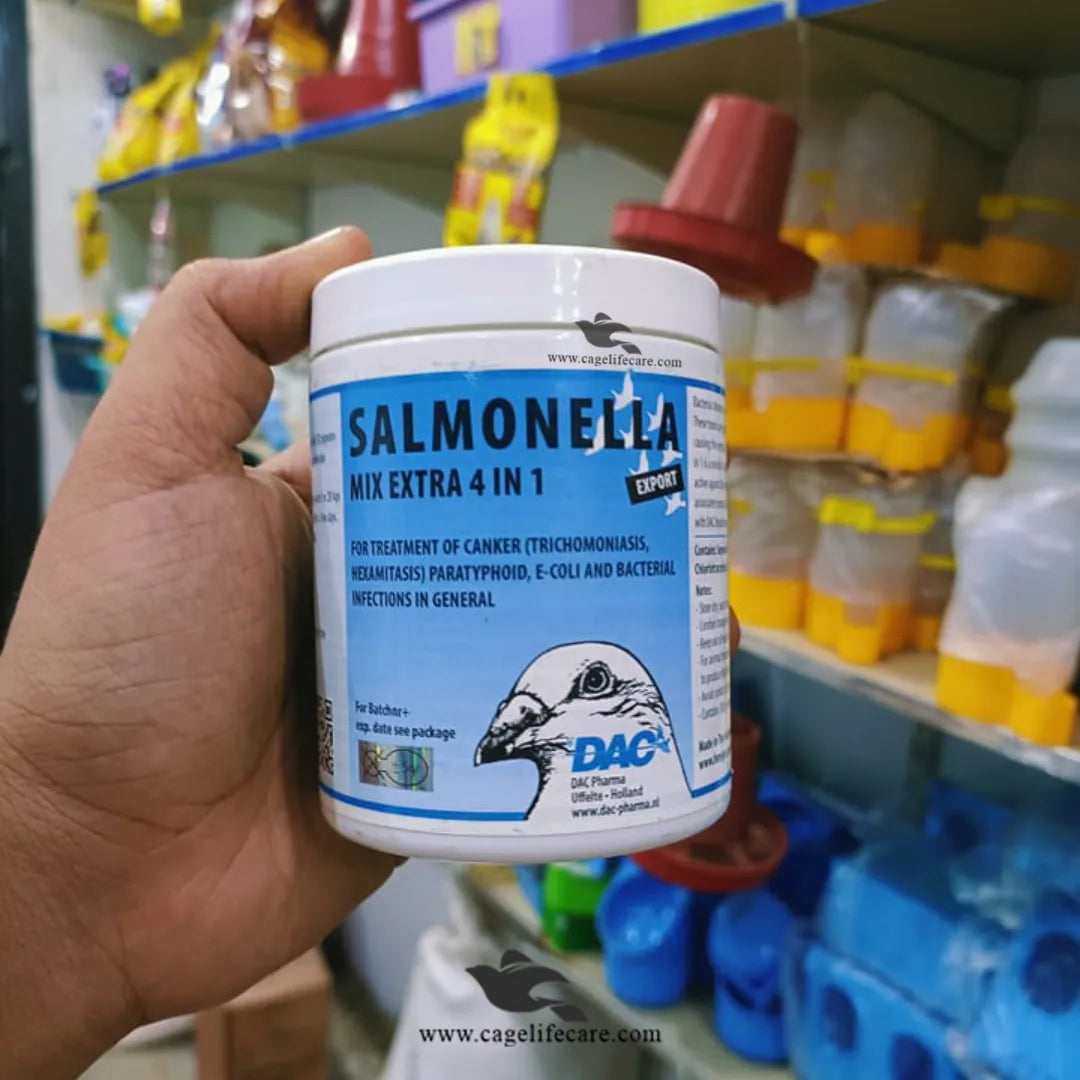 www.cagelifecare.com
SALMONELLA
MIX EXTRA 4 IN 1
EXPORT
FOR TREATMENT OF CANKER (TRICHOMONIASIS,
HEXAMITASIS) PARATYPHOID, E-COLI AND BACTERIAL
INFECTIONS IN GENERAL
For Batchnr+
exp. date see package
DAC
DAC Pharma
Uffelte - Holland
www.dac-pharma.nl
Notes:
www.cagelifecare.com